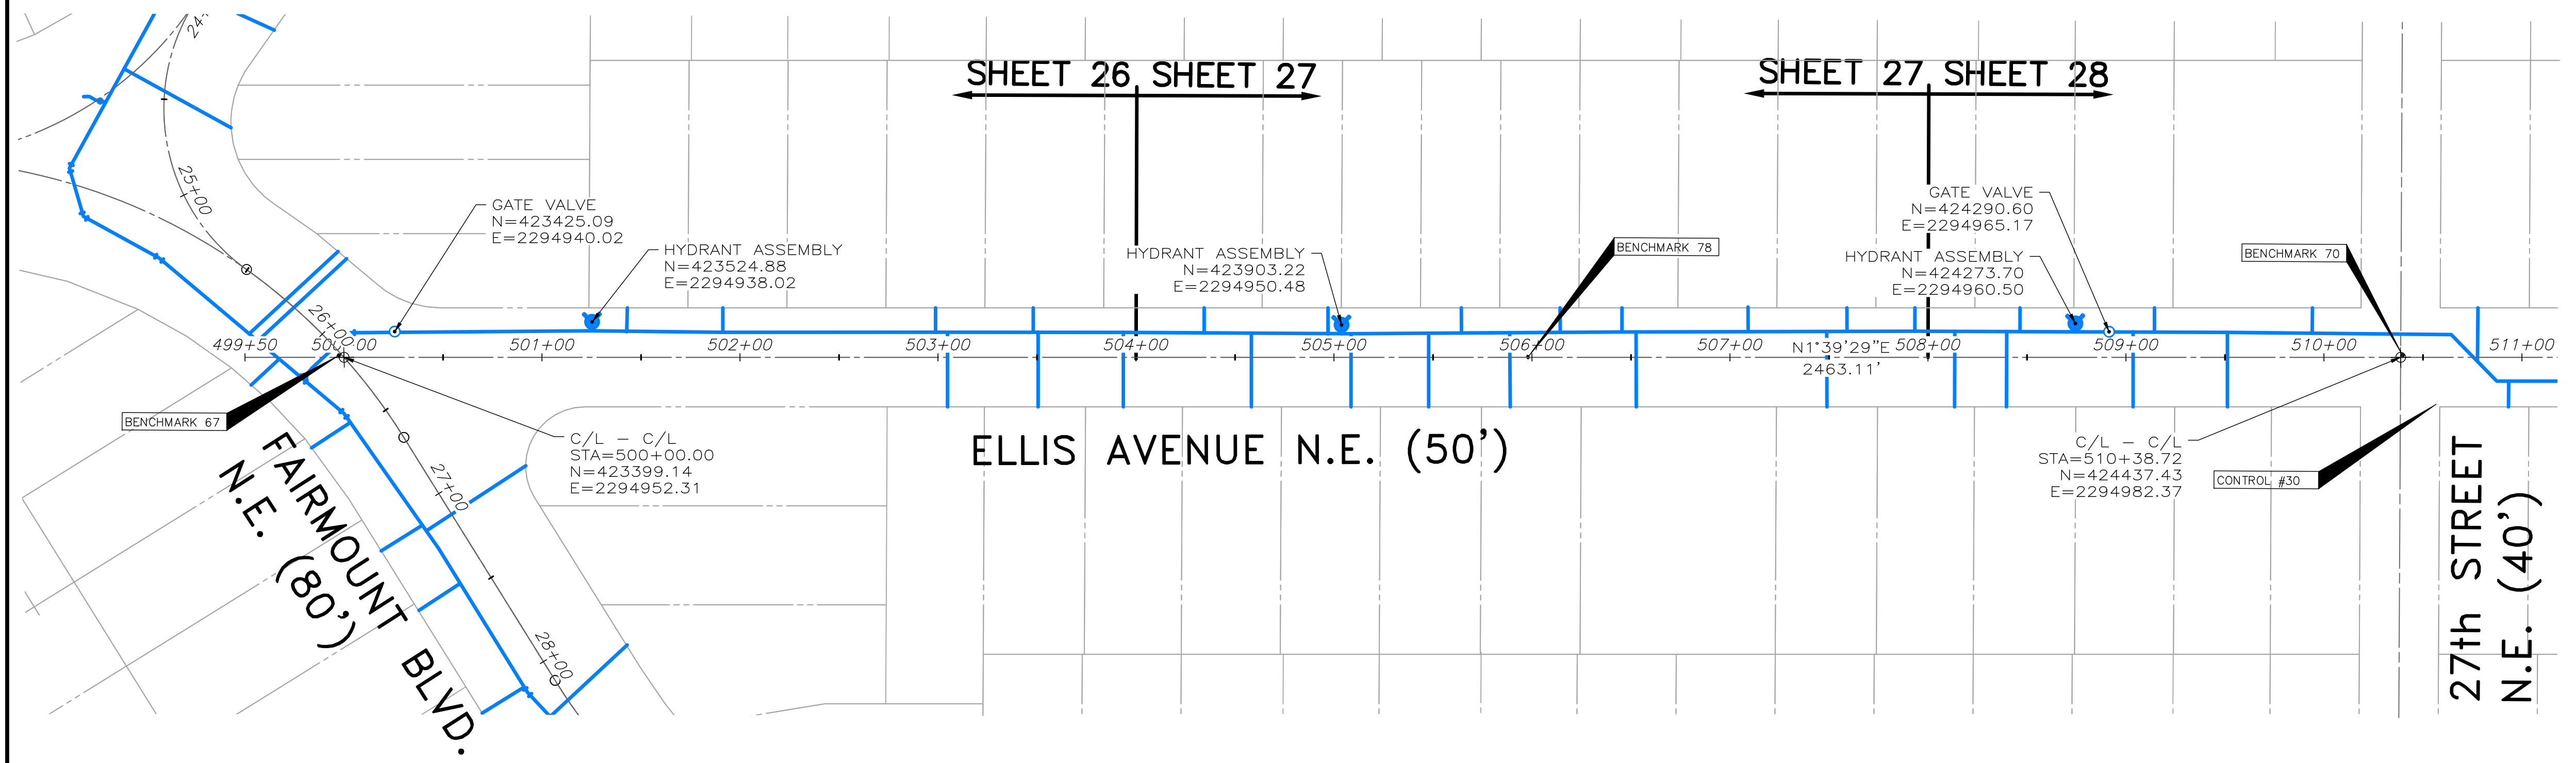 SHEET 26 SHEET 27
SHEET 27 SHEET 28
24+
25+00
GATE VALVE
N=423425.09
E=2294940.02
HYDRANT ASSEMBLY
N=423524.88
E=2294938.02
HYDRANT ASSEMBLY
N=423903.22
E=2294950.48
BENCHMARK 78
GATE VALVE
N=424290.60
E=2294965.17
HYDRANT ASSEMBLY
N=424273.70
E=2294960.50
BENCHMARK 70
26+00
499+50 500+00 501+00 502+00 503+00 504+00 505+00 506+00 507+00 508+00 509+00 510+00 511+00
N1°39'29"E
2463.11'
BENCHMARK 67
C/L - C/L
STA=500+00.00
N=423399.14
E=2294952.31
ELLIS AVENUE N.E. (50')
C/L - C/L
STA=510+38.72
N=424437.43
E=2294982.37
CONTROL #30
27+00
28+00
FAIRMOUNT BLVD.
N.E. (80')
27th STREET
N.E. (40')